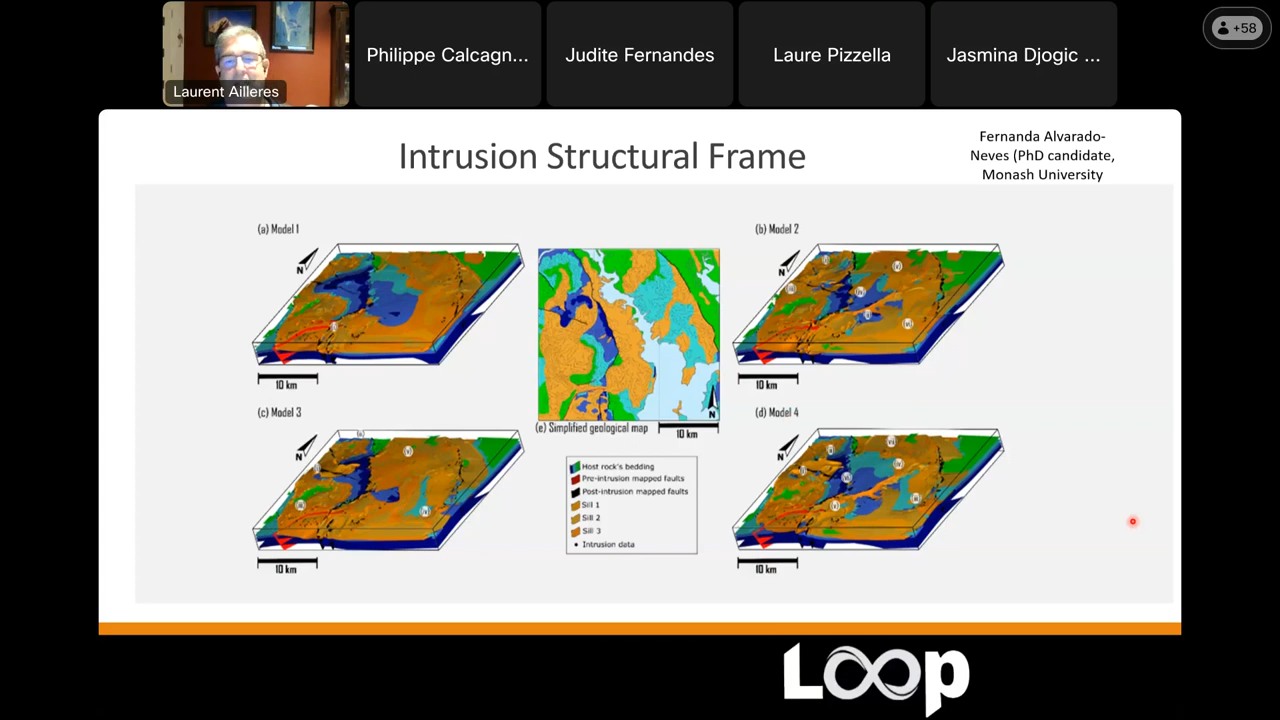 Laurent Ailleres
Philippe Calcagn...
Judite Fernandes
Laure Pizzella
Jasmina Djogic ...
+58
Intrusion Structural Frame
Fernanda Alvarado-
Neves (PhD candidate,
Monash University
(a) Model 1
N
10 km
(b) Model 2
N
10 km
(e) Simplified geological map
N
10 km
(c) Model 3
N
10 km
(d) Model 4
N
10 km
Host rock's bedding
Pre-intrusion mapped faults
Post-intrusion mapped faults
Sill 1
Sill 2
Sill 3
Intrusion data
Loop